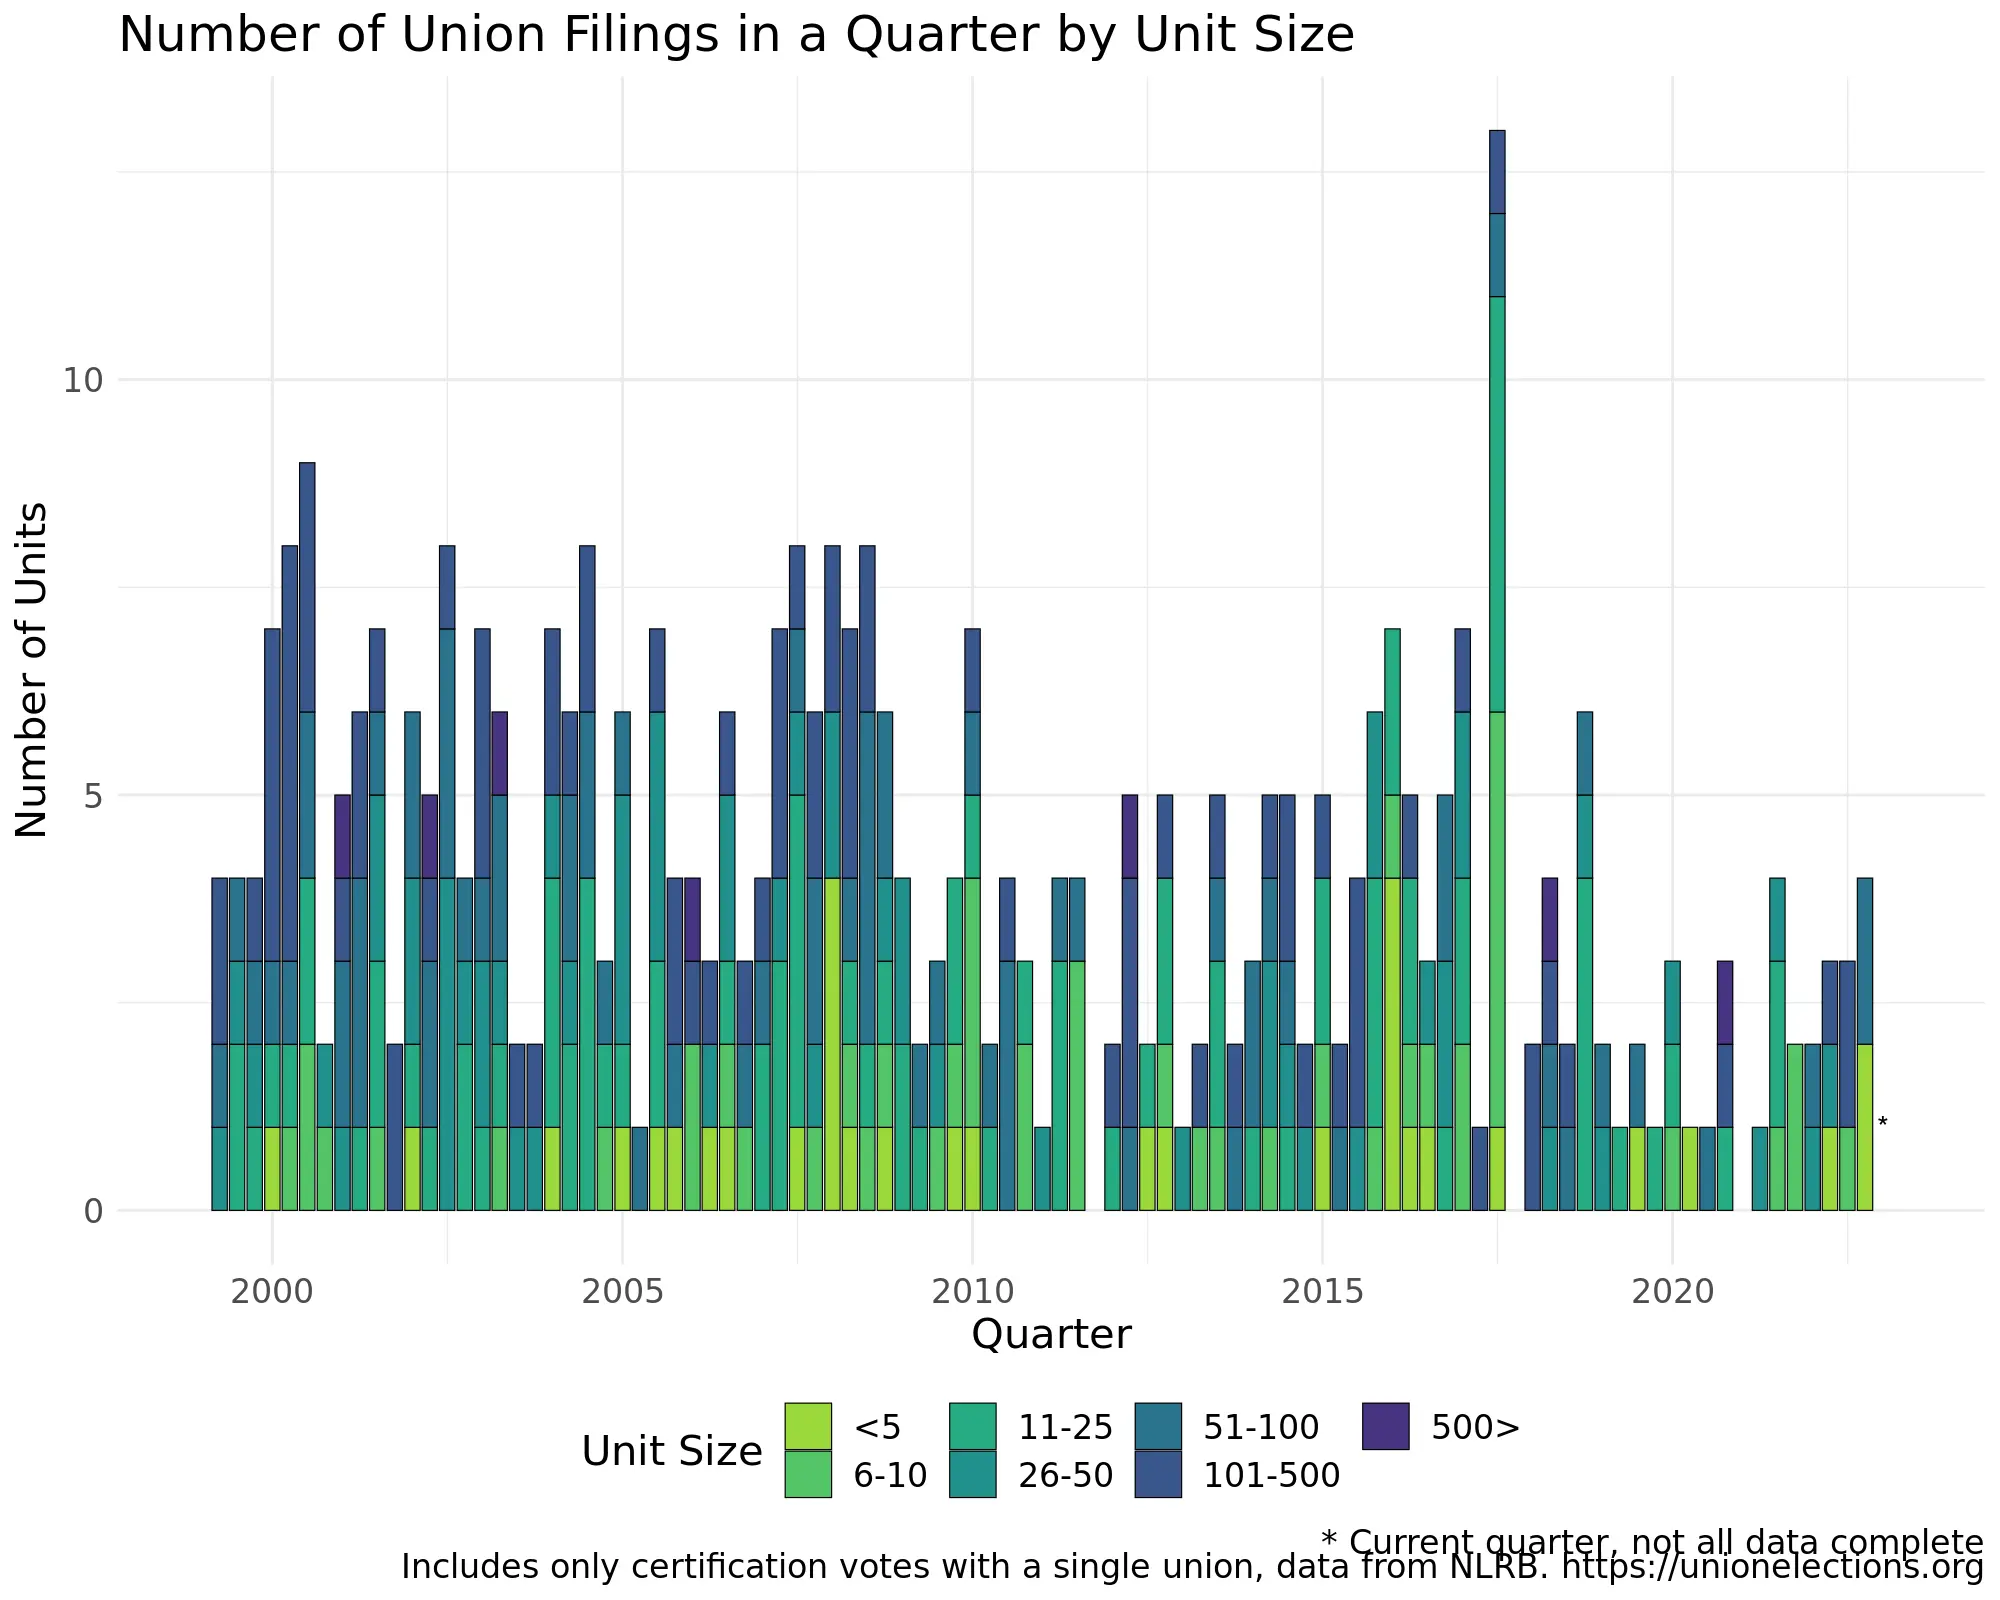 Number of Union Filings in a Quarter by Unit Size
Number of Units
10
5
0
*
2000 2005 2010 2015 2020
Quarter
Unit Size
<5 11-25 51-100 500>
6-10 26-50 101-500
* Current quarter, not all data complete
Includes only certification votes with a single union, data from NLRB. https://unionelections.org